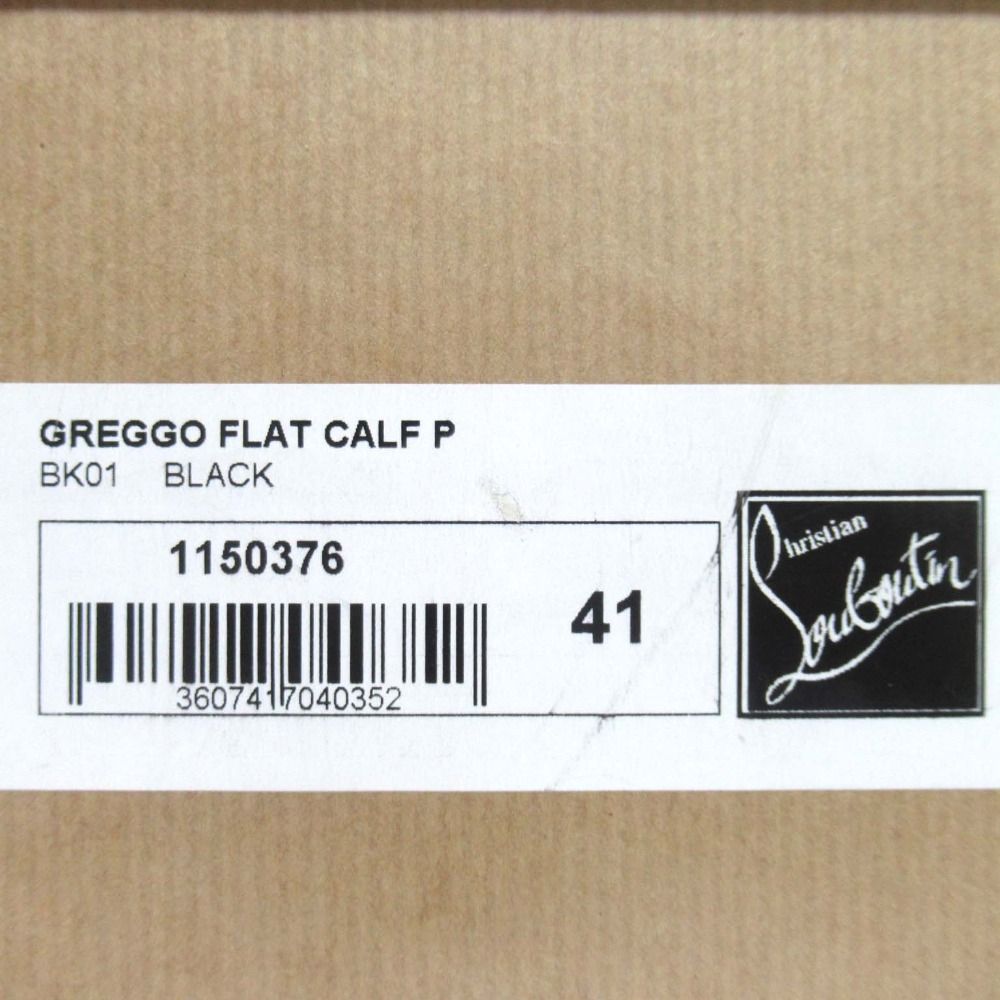 GREGGO FLAT CALF P
BK01 BLACK
1150376
41
3607417040352
Christian
Louboutin